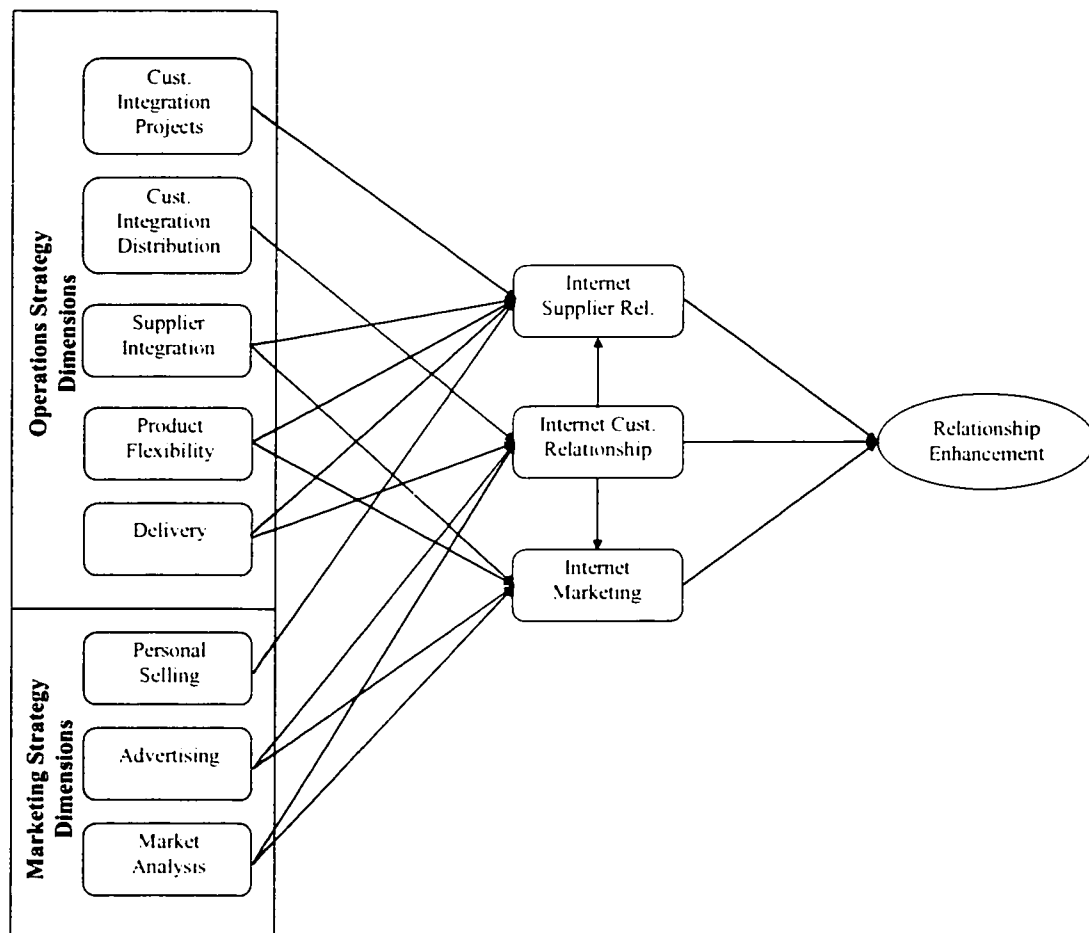 Operations Strategy
Dimensions
Cust.
Integration
Projects
Cust.
Integration
Distribution
Supplier
Integration
Product
Flexibility
Delivery
Marketing Strategy
Dimensions
Personal
Selling
Advertising
Market
Analysis
Internet
Supplier Rel.
Internet Cust.
Relationship
Internet
Marketing
Relationship
Enhancement